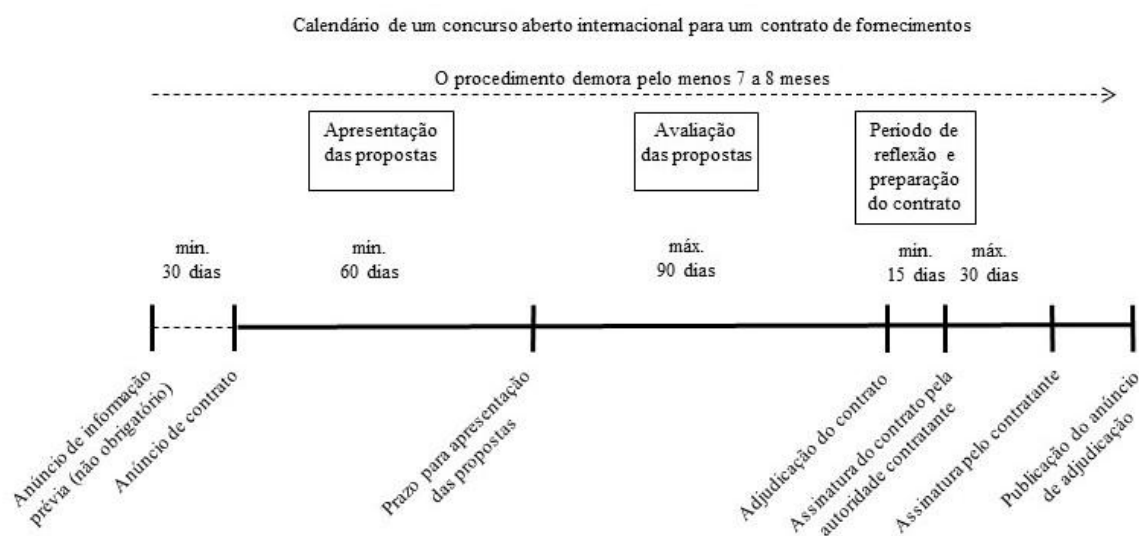 Calendário de um concurso aberto internacional para um contrato de fornecimentos
O procedimento demora pelo menos 7 a 8 meses
Apresentação
das propostas
Avaliação
das propostas
Período de
reflexão e
preparação
do contrato
mín.
30 dias
mín.
60 dias
máx.
90 dias
mín.
15 dias
máx.
30 dias
Anúncio de informação
prévia (não obrigatório)
Anúncio de contrato
Prazo para apresentação
das propostas
Adjudicação do contrato
Assinatura do contrato pela
autoridade contratante
Assinatura pelo contratante
Publicação do anúncio
de adjudicação